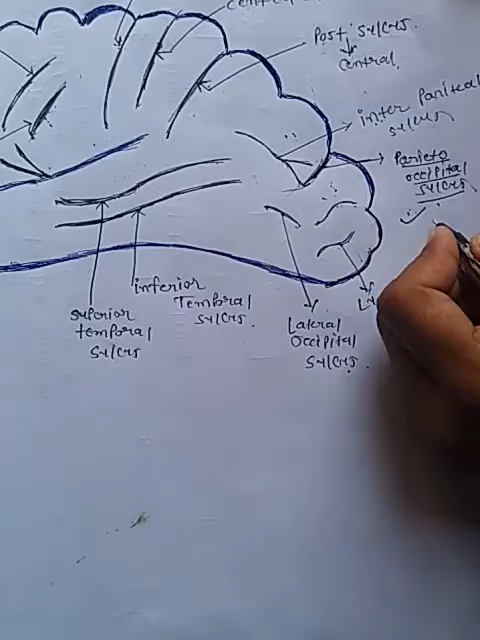 Post sulcus.
central
inter parietal
sulcus
Parieto
occipital
sulcus
inferior
Temporal
sulcus.
superior
temporal
sulcus
Lateral
occipital
sulcus.